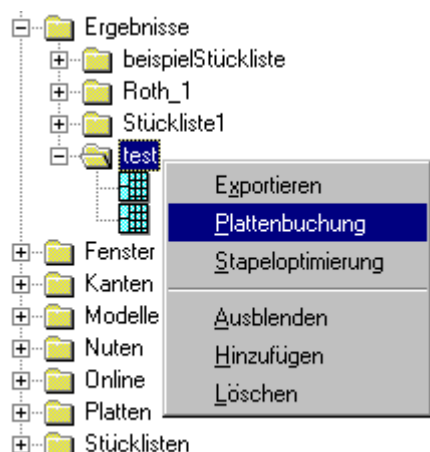 Ergebnisse
beispielStückliste
Roth_1
Stückliste1
test
Exportieren
Plattenbuchung
Stapeloptimierung
Ausblenden
Hinzufügen
Löschen
Fenster
Kanten
Modelle
Nuten
Online
Platten
Stücklisten